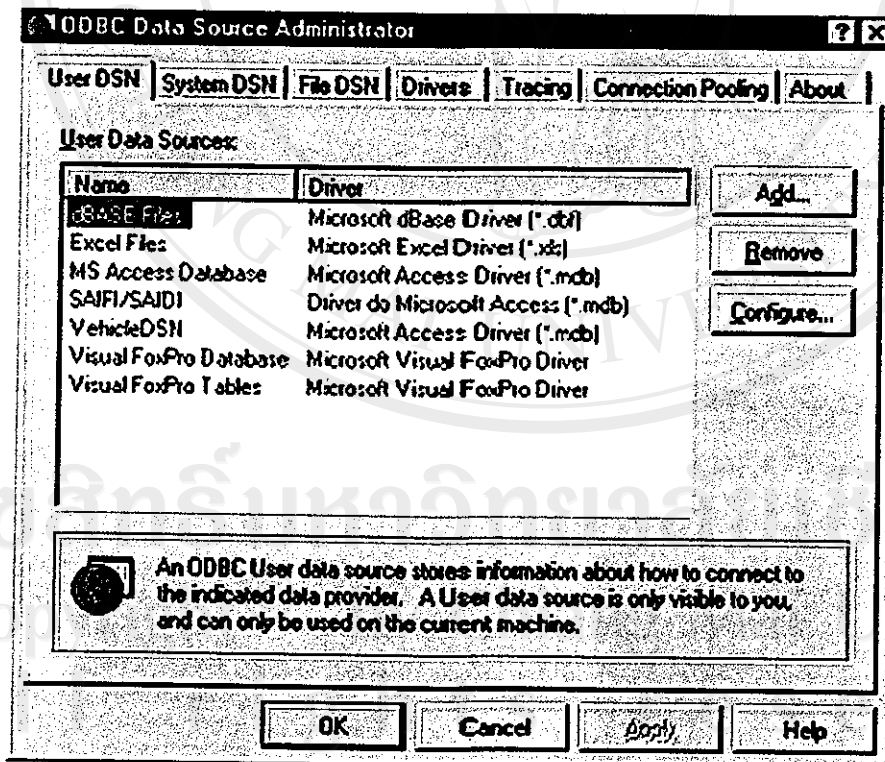 ODBC Data Source Administrator
User DSN System DSN File DSN Drivers Tracing Connection Pooling About
User Data Sources:
Name Driver
dBASE Files Microsoft dBase Driver (*.dbf)
Excel Files Microsoft Excel Driver (*.xls)
MS Access Database Microsoft Access Driver (*.mdb)
SAIFI/SAIDI Driver do Microsoft Access (*.mdb)
VehicleDSN Microsoft Access Driver (*.mdb)
Visual FoxPro Database Microsoft Visual FoxPro Driver
Visual FoxPro Tables Microsoft Visual FoxPro Driver
Add...
Remove
Configure...
An ODBC User data source stores information about how to connect to
the indicated data provider. A User data source is only visible to you,
and can only be used on the current machine.
OK Cancel Apply Help